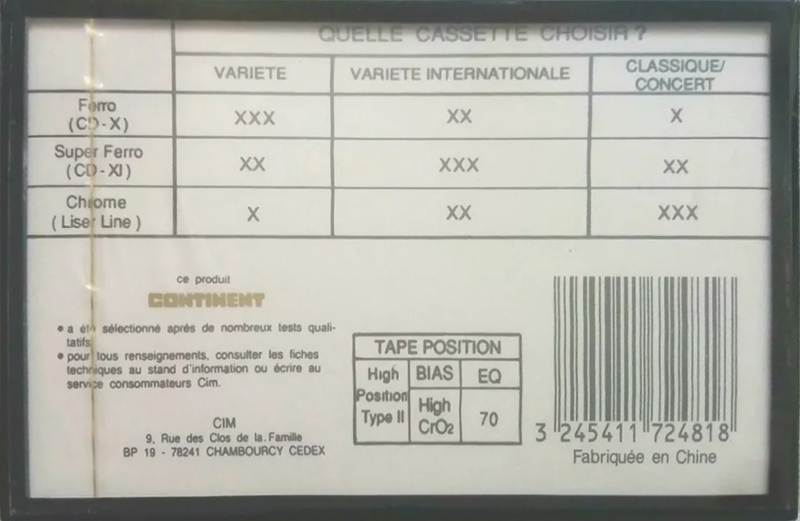 QUELLE CASSETTE CHOISIR ?
VARIETE VARIETE INTERNATIONALE CLASSIQUE/
CONCERT
Ferro
(CD-X) XXX XX X
Super Ferro
(CD-XI) XX XXX XX
Chrome
( Liser Line ) X XX XXX
ce produit
CONTINENT
• a été sélectionné aprés de nombreux tests quali-
tatifs
• pour tous renseignements, consulter les fiches
techniques au stand d'information ou écrire au
service consommateurs Cim.
CIM
9, Rue des Clos de la. Famille
BP 19 - 78241 CHAMBOURCY CEDEX
TAPE POSITION
High
Position
Type II
BIAS EQ
High
CrO2 70
3 245411 724818
Fabriquée en Chine